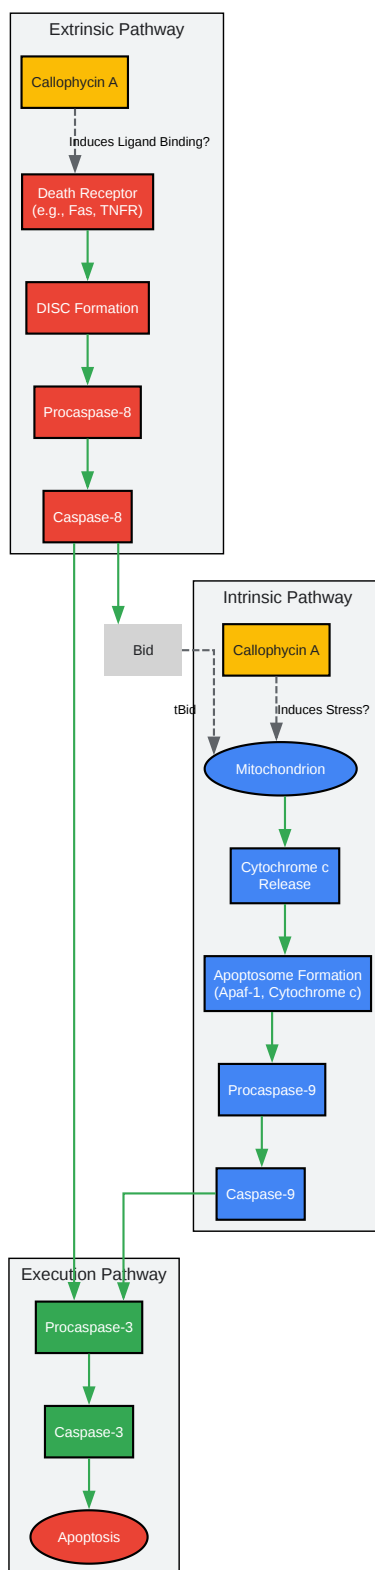 Extrinsic Pathway
Callophycin A
Induces Ligand Binding?
Death Receptor
(e.g., Fas, TNFR)
DISC Formation
Procaspase-8
Caspase-8
Intrinsic Pathway
Bid
Callophycin A
tBid
Induces Stress?
Mitochondrion
Cytochrome c
Release
Apoptosome Formation
(Apaf-1, Cytochrome c)
Procaspase-9
Caspase-9
Execution Pathway
Procaspase-3
Caspase-3
Apoptosis